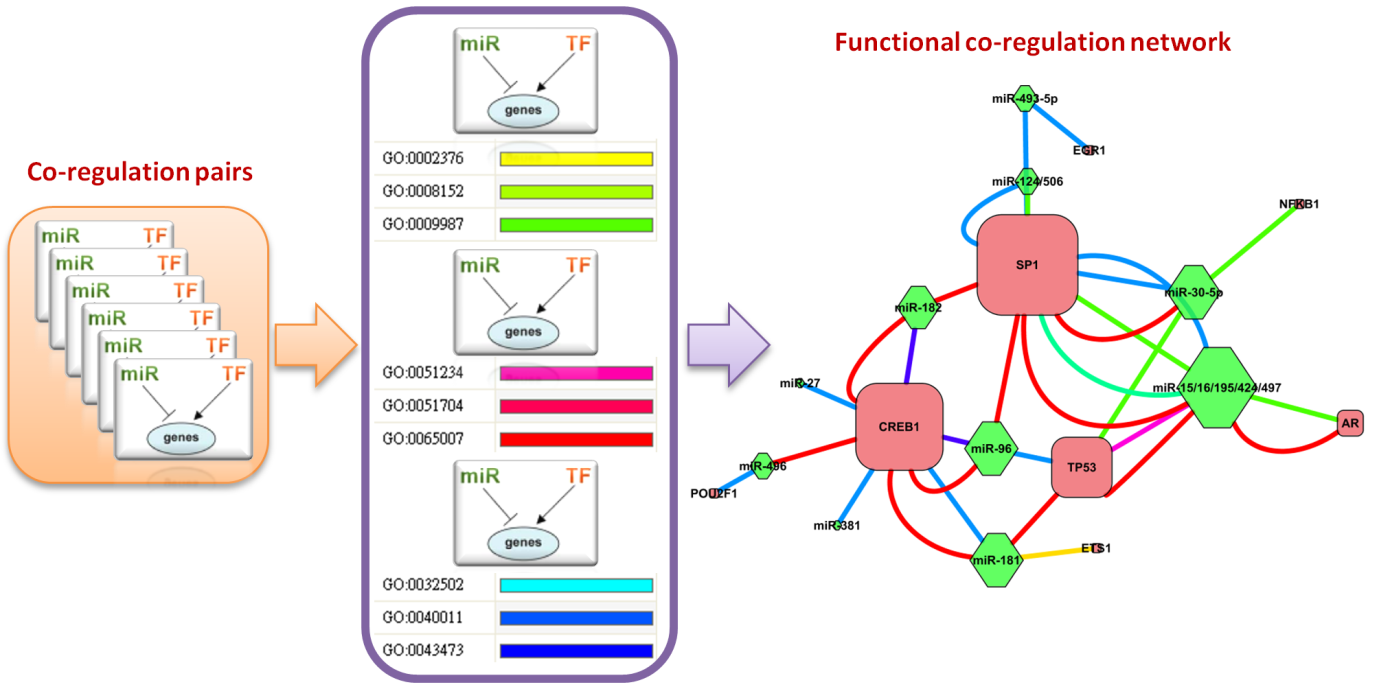 Co-regulation pairs
miR TF
miR TF
miR TF
miR TF
miR TF
miR TF
genes
miR TF
genes
GO:0002376
GO:0008152
GO:0009987
miR TF
genes
GO:0051234
GO:0051704
GO:0065007
miR TF
genes
GO:0032502
GO:0040011
GO:0043473
Functional co-regulation network
miR-493-5p
EGR1
miR-124/506
NFKB1
SP1
miR-30-5p
miR-182
miR-27
miR-15/16/195/424/497
CREB1
AR
miR-96
miR-496
TP53
POU2F1
miR-381
ETS1
miR-181